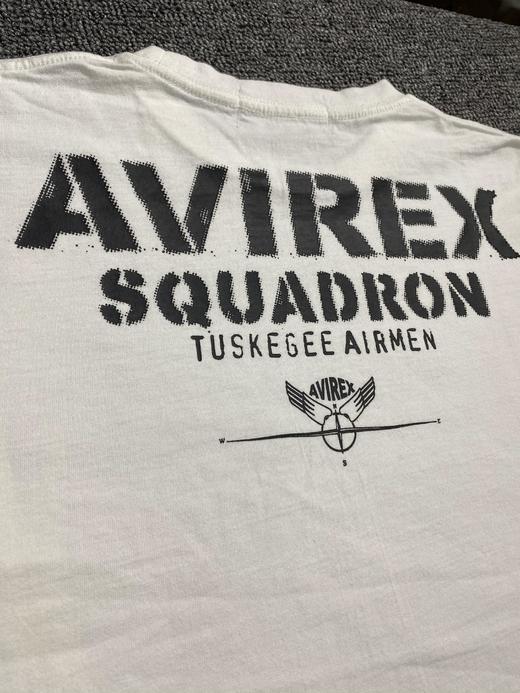 AVIREX
SQUADRON
TUSKEGEE AIRMEN
AVIREX
N
W E
S